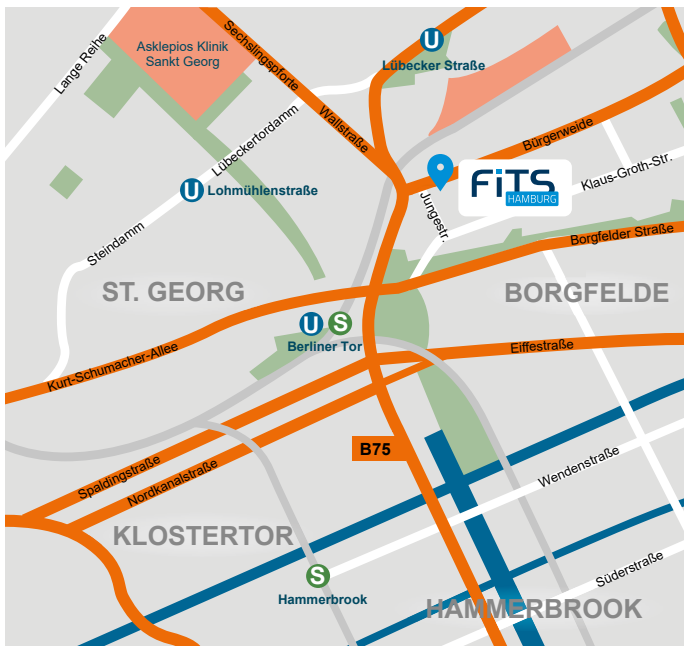 Asklepios Klinik
Sankt Georg
Lange Reihe
Sechslingspforte
U
Lübecker Straße
Wallstraße
Lübeckertordamm
Bürgerweide
FiTS
HAMBURG
Klaus-Groth-Str.
Jungestr.
U Lohmühlenstraße
Steindamm
Borgfelder Straße
ST. GEORG
BORGFELDE
U S
Berliner Tor
Eiffestraße
Kurt-Schumacher-Allee
B75
Spaldingstraße
Nordkanalstraße
Wendenstraße
KLOSTERTOR
S
Hammerbrook
Süderstraße
HAMMERBROOK